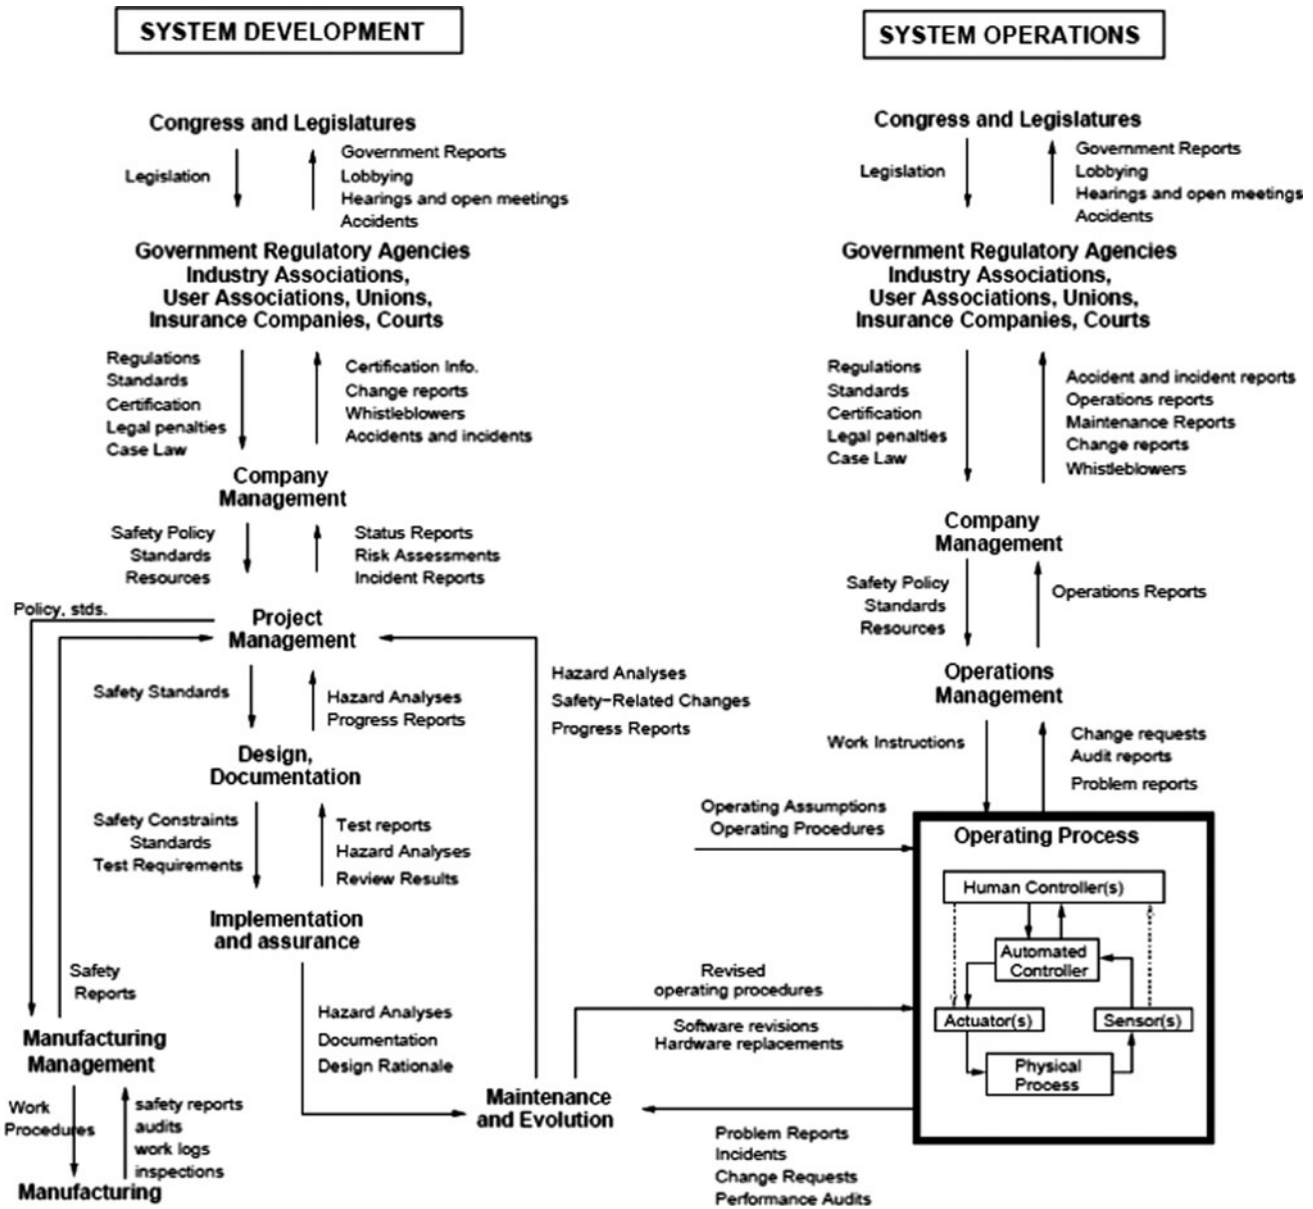 SYSTEM DEVELOPMENT
Congress and Legislatures
Legislation
Government Reports
Lobbying
Hearings and open meetings
Accidents
Government Regulatory Agencies
Industry Associations,
User Associations, Unions,
Insurance Companies, Courts
Regulations
Standards
Certification
Legal penalties
Case Law
Certification Info.
Change reports
Whistleblowers
Accidents and incidents
Company
Management
Safety Policy
Standards
Resources
Status Reports
Risk Assessments
Incident Reports
Policy, stds.
Project
Management
Safety Standards
Hazard Analyses
Progress Reports
Hazard Analyses
Safety-Related Changes
Progress Reports
Design,
Documentation
Safety Constraints
Standards
Test Requirements
Test reports
Hazard Analyses
Review Results
Implementation
and assurance
Safety
Reports
Hazard Analyses
Documentation
Design Rationale
Manufacturing
Management
Work
Procedures
safety reports
audits
work logs
inspections
Manufacturing
Maintenance
and Evolution
SYSTEM OPERATIONS
Congress and Legislatures
Legislation
Government Reports
Lobbying
Hearings and open meetings
Accidents
Government Regulatory Agencies
Industry Associations,
User Associations, Unions,
Insurance Companies, Courts
Regulations
Standards
Certification
Legal penalties
Case Law
Accident and incident reports
Operations reports
Maintenance Reports
Change reports
Whistleblowers
Company
Management
Safety Policy
Standards
Resources
Operations Reports
Operations
Management
Work Instructions
Change requests
Audit reports
Problem reports
Operating Assumptions
Operating Procedures
Operating Process
Human Controller(s)
Automated
Controller
Actuator(s)
Sensor(s)
Physical
Process
Revised
operating procedures
Software revisions
Hardware replacements
Problem Reports
Incidents
Change Requests
Performance Audits